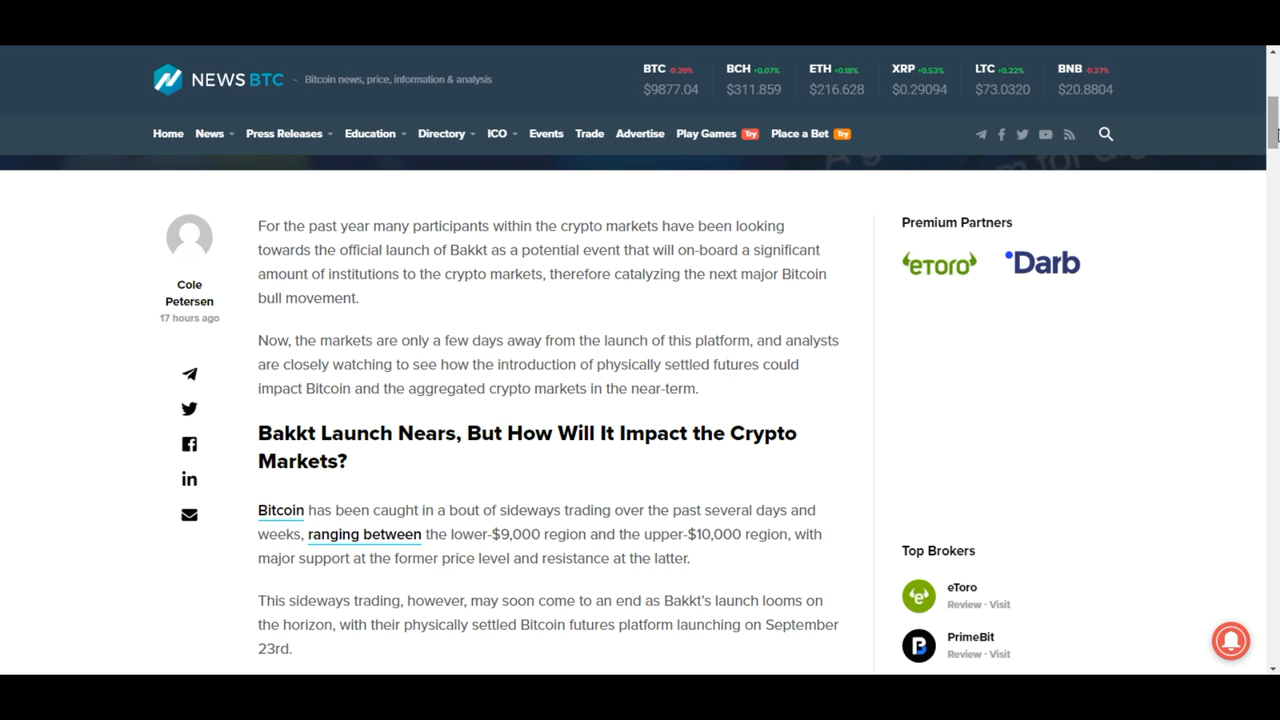 NEWS BTC - Bitcoin news, price, information & analysis
BTC -0.20% BCH +0.07% ETH +0.18% XRP +0.53% LTC +0.22% BNB -0.27%
$9877.04 $311.859 $216.628 $0.29094 $73.0320 $20.8804
Home News Press Releases Education Directory ICO Events Trade Advertise Play Games Try Place a Bet Try
For the past year many participants within the crypto markets have been looking
towards the official launch of Bakkt as a potential event that will on-board a significant
amount of institutions to the crypto markets, therefore catalyzing the next major Bitcoin
bull movement.
Cole
Petersen
17 hours ago
Now, the markets are only a few days away from the launch of this platform, and analysts
are closely watching to see how the introduction of physically settled futures could
impact Bitcoin and the aggregated crypto markets in the near-term.
Bakkt Launch Nears, But How Will It Impact the Crypto
Markets?
Bitcoin has been caught in a bout of sideways trading over the past several days and
weeks, ranging between the lower-$9,000 region and the upper-$10,000 region, with
major support at the former price level and resistance at the latter.
This sideways trading, however, may soon come to an end as Bakkt's launch looms on
the horizon, with their physically settled Bitcoin futures platform launching on September
23rd.
Premium Partners
eToro Darb
Top Brokers
eToro
Review - Visit
PrimeBit
Review - Visit